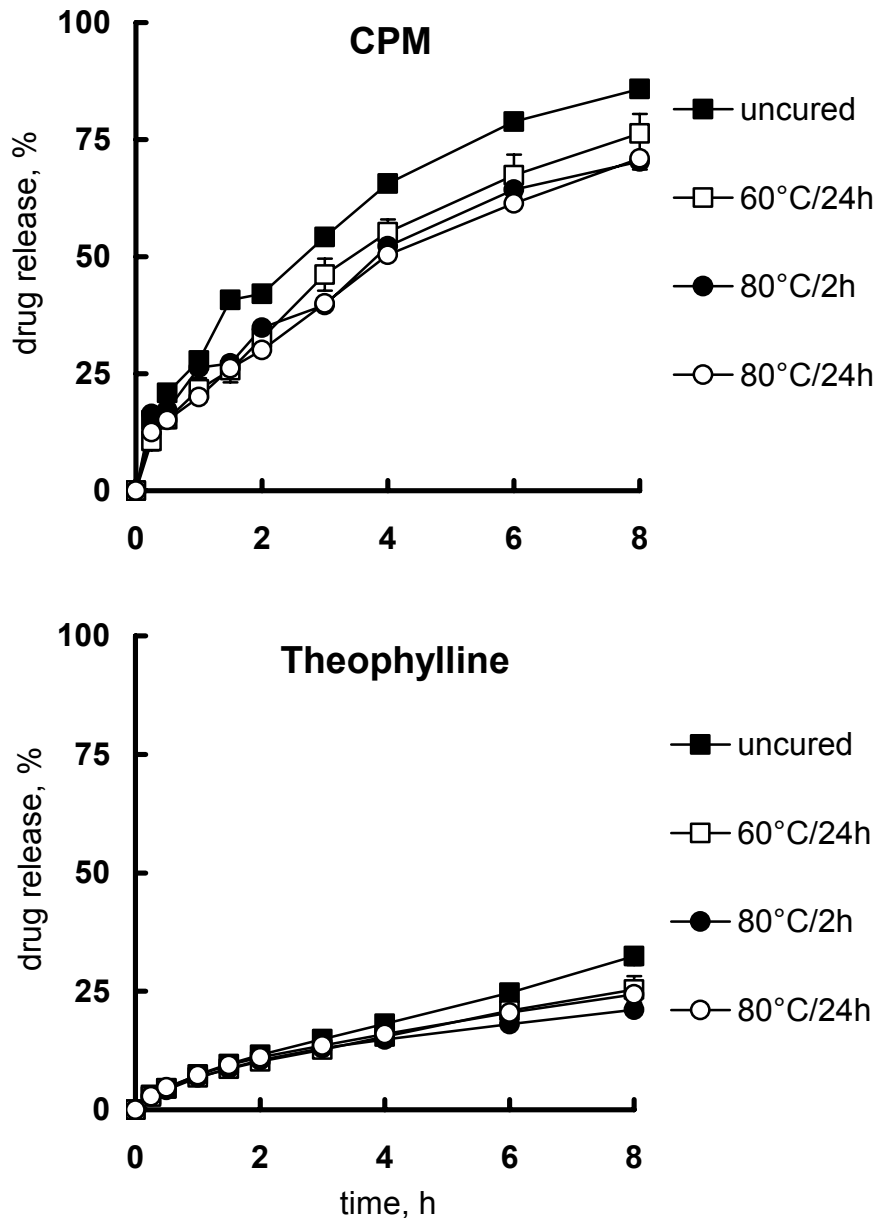 CPM
drug release, %
100
75
50
25
0
0 2 4 6 8
uncured
60°C/24h
80°C/2h
80°C/24h
Theophylline
drug release, %
100
75
50
25
0
0 2 4 6 8
time, h
uncured
60°C/24h
80°C/2h
80°C/24h